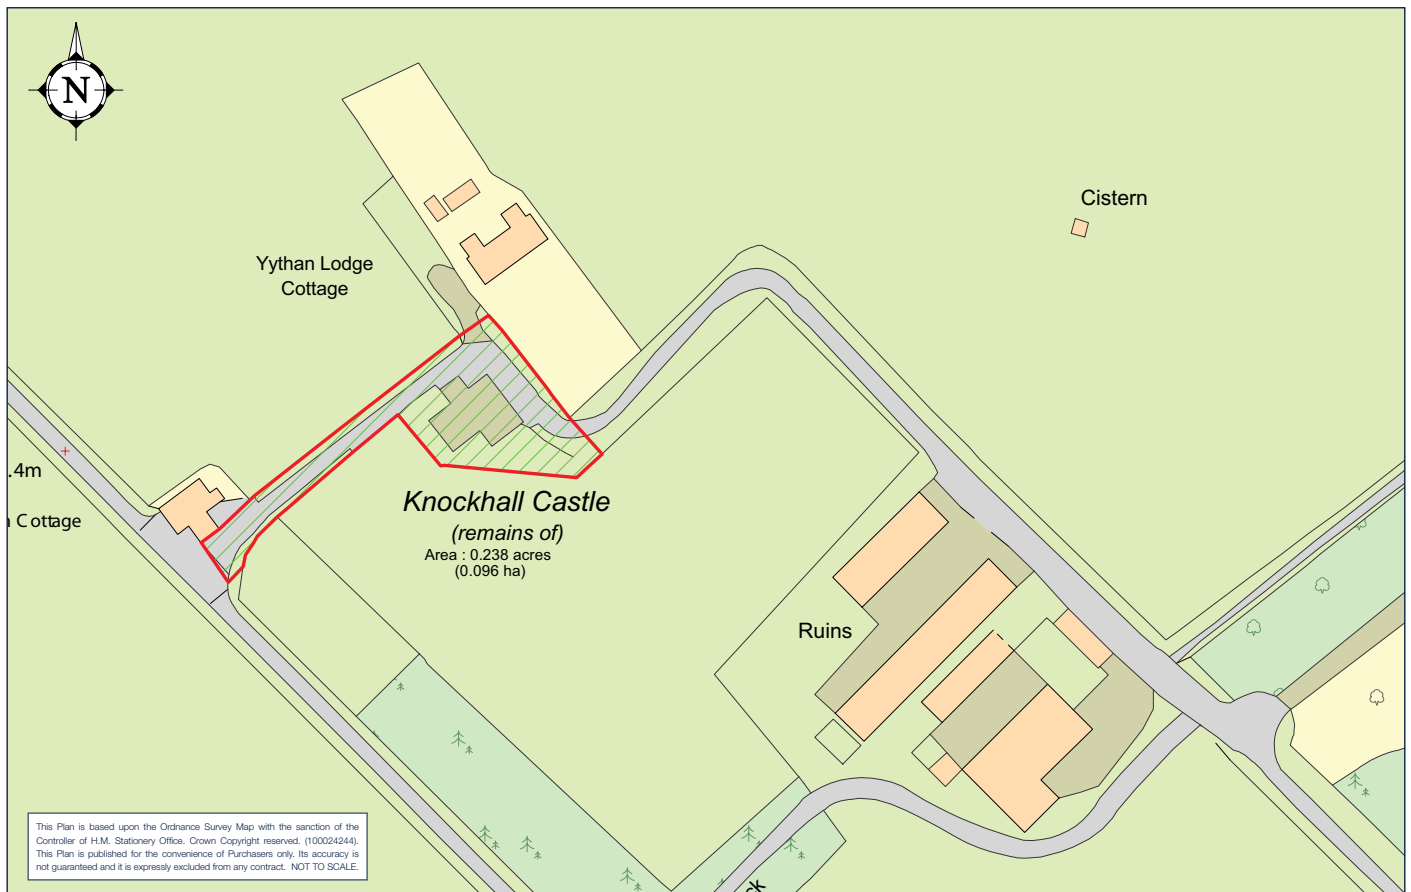 N
Cistern
Yythan Lodge
Cottage
.4m
Cottage
Knockhall Castle
(remains of)
Area : 0.238 acres
(0.096 ha)
Ruins
This Plan is based upon the Ordnance Survey Map with the sanction of the
Controller of H.M. Stationery Office. Crown Copyright reserved. (100024244).
This Plan is published for the convenience of Purchasers only. Its accuracy is
not guaranteed and it is expressly excluded from any contract. NOT TO SCALE.